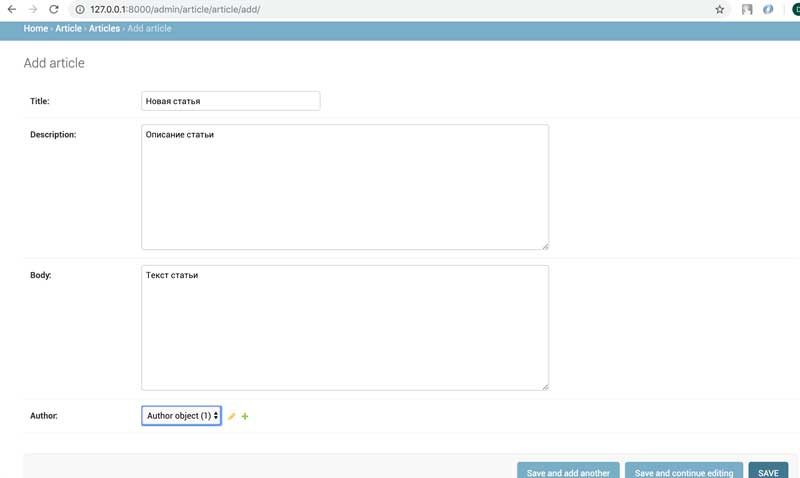 127.0.0.1:8000/admin/article/article/add/
Home › Article › Articles › Add article
Add article
Title:
Новая статья
Description:
Описание статьи
Body:
Текст статьи
Author:
Author object (1)
Save and add another
Save and continue editing
SAVE